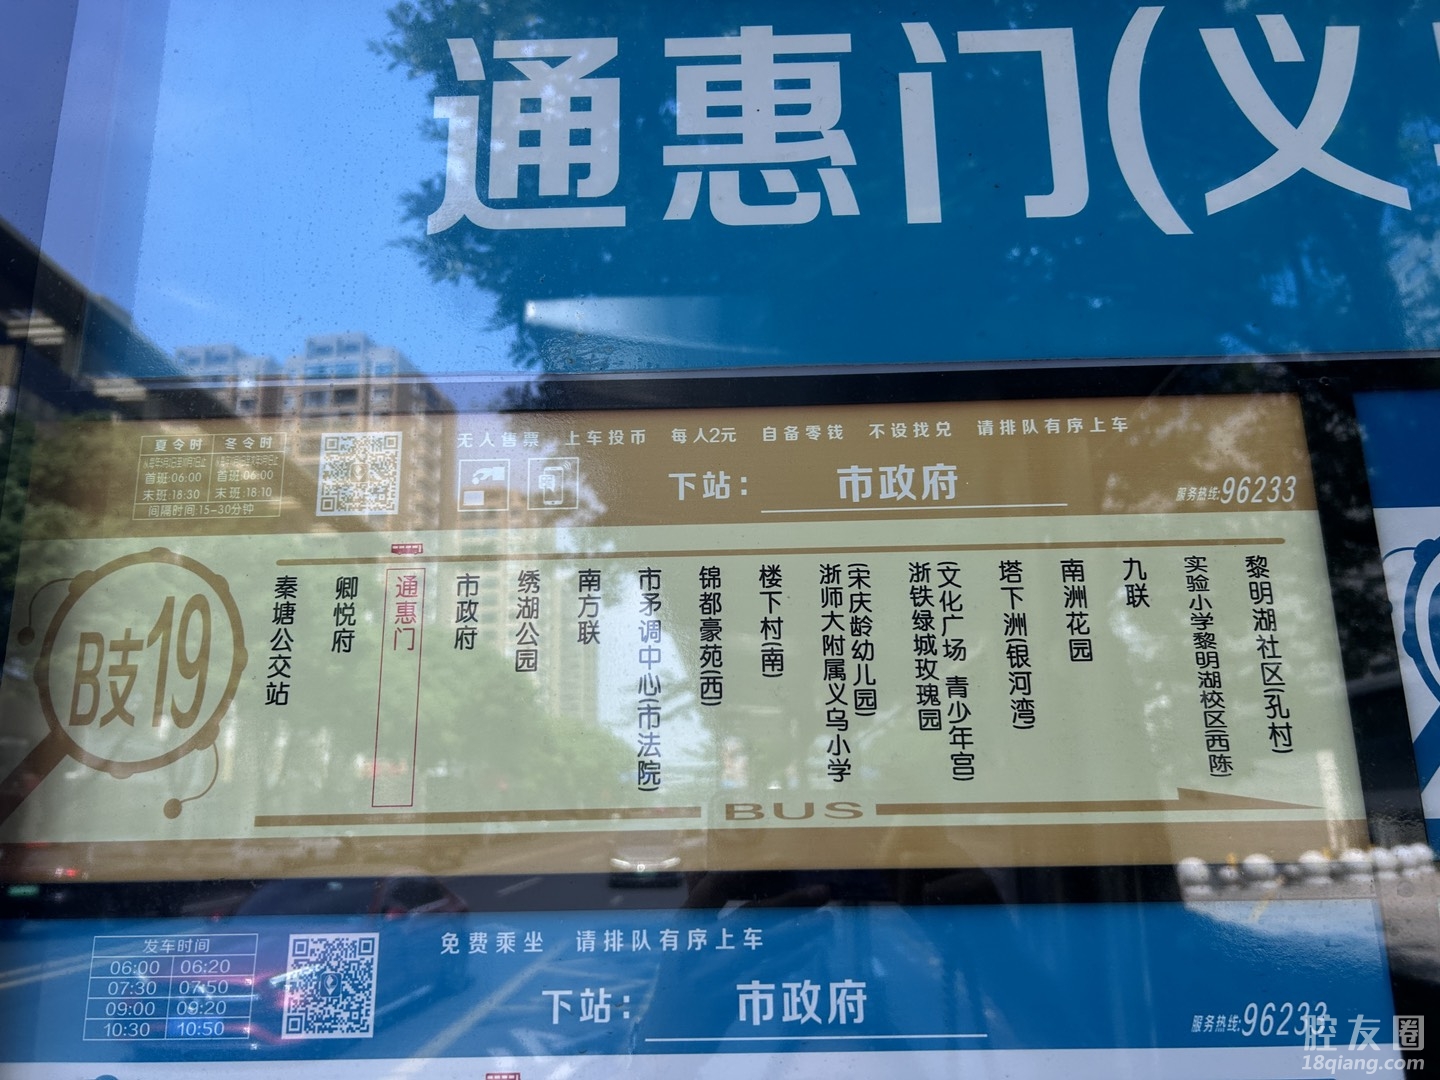 通惠门(义
夏令时 冬令时
首班:06:00 首班:06:00
末班:18:30 末班:18:10
间隔时间:15-30分钟
无人售票 上车投币 每人2元 自备零钱 不设找兑 请排队有序上车
下站: 市政府
服务热线:96233
B支19
秦塘公交站
卿悦府
通惠门
市政府
绣湖公园
南方联
市矛调中心(市法院)
锦都豪苑(西)
楼下村(南)
浙师大附属义乌小学
(宋庆龄幼儿园)
浙铁绿城玫瑰园
(文化广场 青少年宫)
塔下洲(银河湾)
南洲花园
九联
实验小学黎明湖校区(西陈)
黎明湖社区(孔村)
BUS
发车时间
06:00 06:20
07:30 07:50
09:00 09:20
10:30 10:50
免费乘坐 请排队有序上车
下站: 市政府
服务热线:96233
腔友圈
18qiang.com